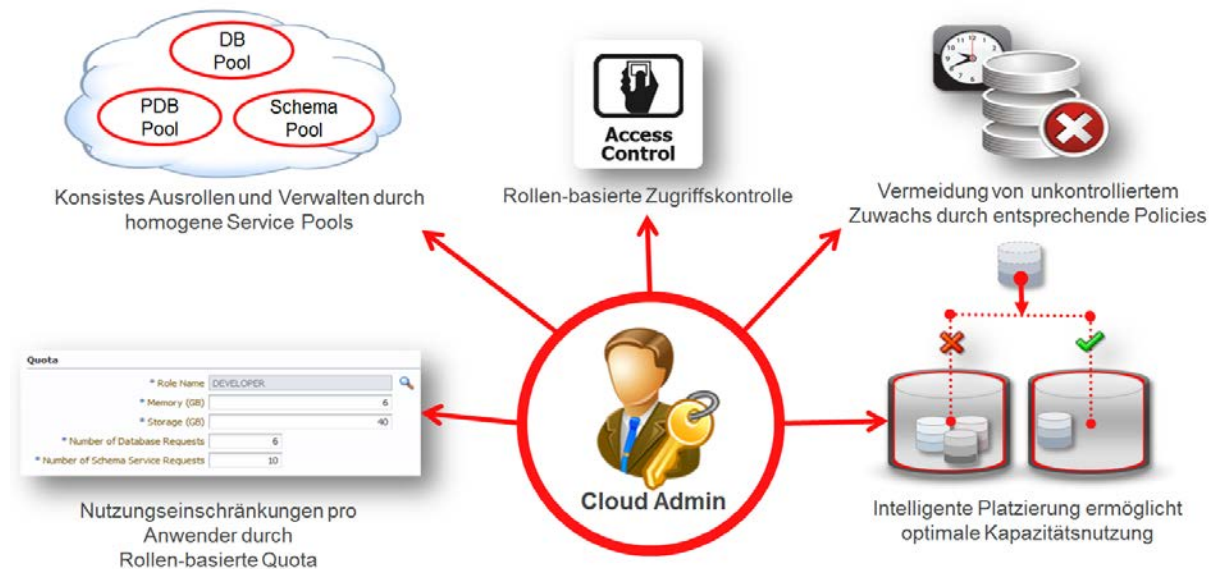 DB
Pool
PDB
Pool
Schema
Pool
Konsistes Ausrollen und Verwalten durch
homogene Service Pools
Access
Control
Rollen-basierte Zugriffskontrolle
Vermeidung von unkontrolliertem
Zuwachs durch entsprechende Policies
Quota
* Role Name DEVELOPER
* Memory (GB) 6
* Storage (GB) 40
* Number of Database Requests 6
* Number of Schema Service Requests 10
Nutzungseinschränkungen pro
Anwender durch
Rollen-basierte Quota
Cloud Admin
Intelligente Platzierung ermöglicht
optimale Kapazitätsnutzung